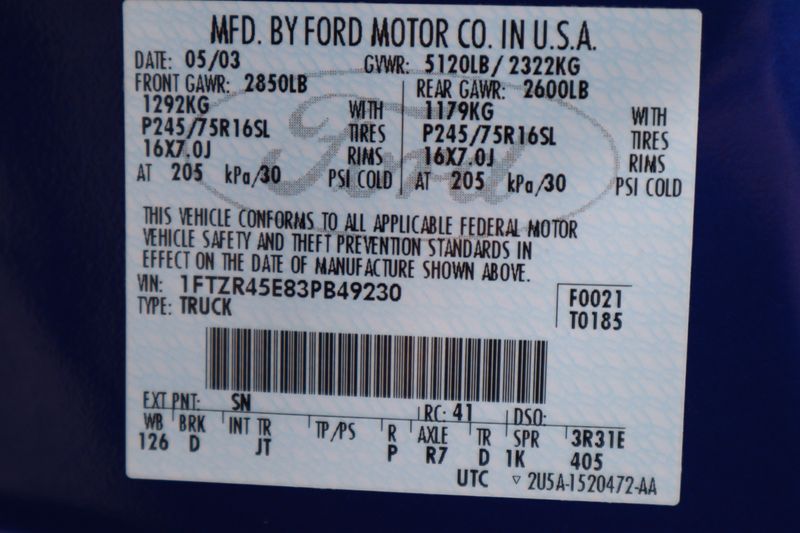 MFD. BY FORD MOTOR CO. IN U.S.A.
DATE: 05/03 GVWR: 5120LB/ 2322KG
FRONT GAWR: 2850LB REAR GAWR: 2600LB
1292KG WITH 1179KG WITH
P245/75R16SL TIRES P245/75R16SL TIRES
16X7.0J RIMS 16X7.0J RIMS
AT 205 kPa/30 PSI COLD AT 205 kPa/30 PSI COLD
Ford
THIS VEHICLE CONFORMS TO ALL APPLICABLE FEDERAL MOTOR
VEHICLE SAFETY AND THEFT PREVENTION STANDARDS IN
EFFECT ON THE DATE OF MANUFACTURE SHOWN ABOVE.
VIN: 1FTZR45E83PB49230 F0021
TYPE: TRUCK T0185
EXT PNT: SN RC: 41 DSO:
WB BRK INT TR TP/PS R AXLE TR SPR 3R31E
126 D JT P R7 D 1K 405
UTC ▽ 2U5A-1520472-AA